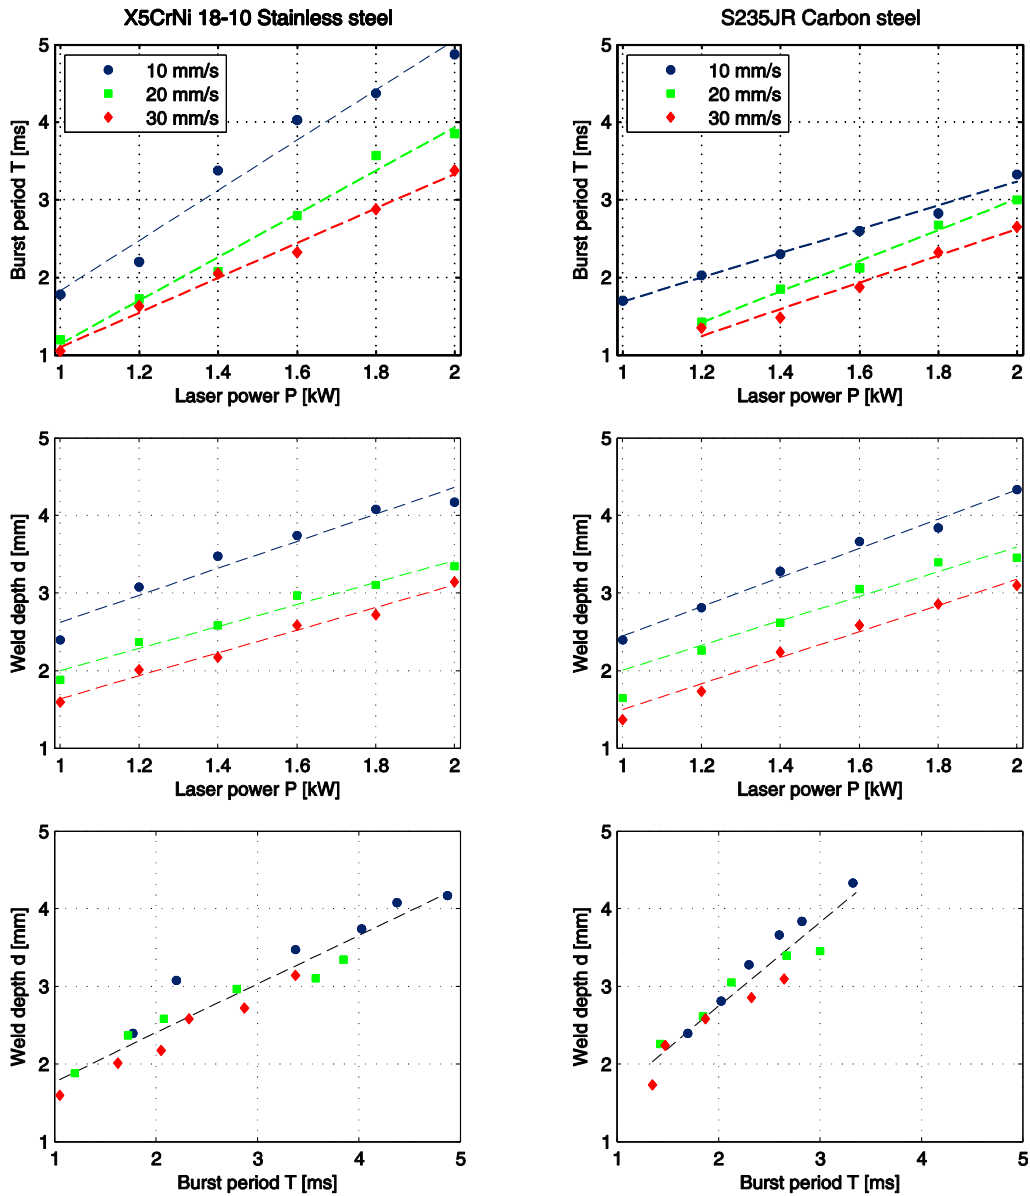 X5CrNi 18-10 Stainless steel
S235JR Carbon steel
Burst period T [ms]
5
4
3
2
1
10 mm/s
20 mm/s
30 mm/s
1 1.2 1.4 1.6 1.8 2
Laser power P [kW]
Burst period T [ms]
5
4
3
2
1
10 mm/s
20 mm/s
30 mm/s
1 1.2 1.4 1.6 1.8 2
Laser power P [kW]
Weld depth d [mm]
5
4
3
2
1
1 1.2 1.4 1.6 1.8 2
Laser power P [kW]
Weld depth d [mm]
5
4
3
2
1
1 1.2 1.4 1.6 1.8 2
Laser power P [kW]
Weld depth d [mm]
5
4
3
2
1
1 2 3 4 5
Burst period T [ms]
Weld depth d [mm]
5
4
3
2
1
1 2 3 4 5
Burst period T [ms]